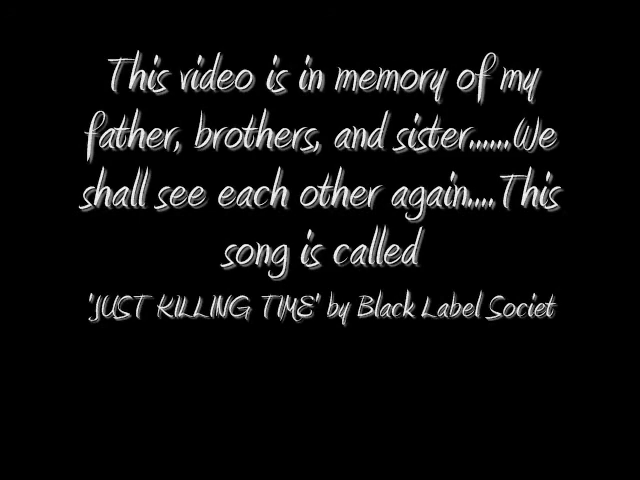 This video is in memory of my
father, brothers, and sister......We
shall see each other again....This
song is called
'JUST KILLING TIME' by Black Label Societ